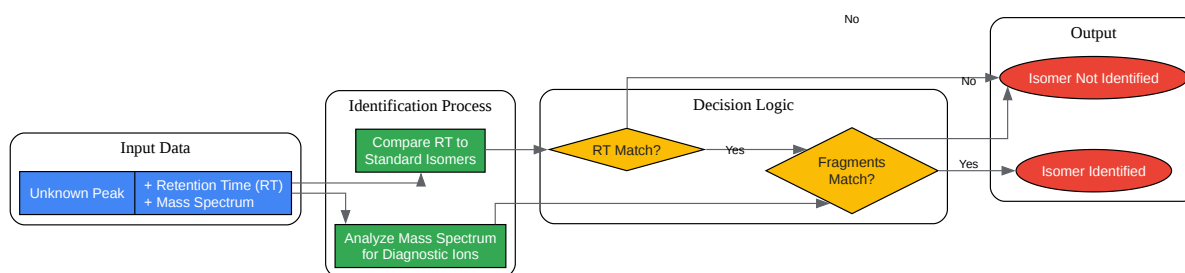 Input Data
Unknown Peak
+ Retention Time (RT)
+ Mass Spectrum
Identification Process
Compare RT to
Standard Isomers
Analyze Mass Spectrum
for Diagnostic Ions
Decision Logic
RT Match?
Yes
Fragments
Match?
No
No
Yes
Output
Isomer Not Identified
Isomer Identified